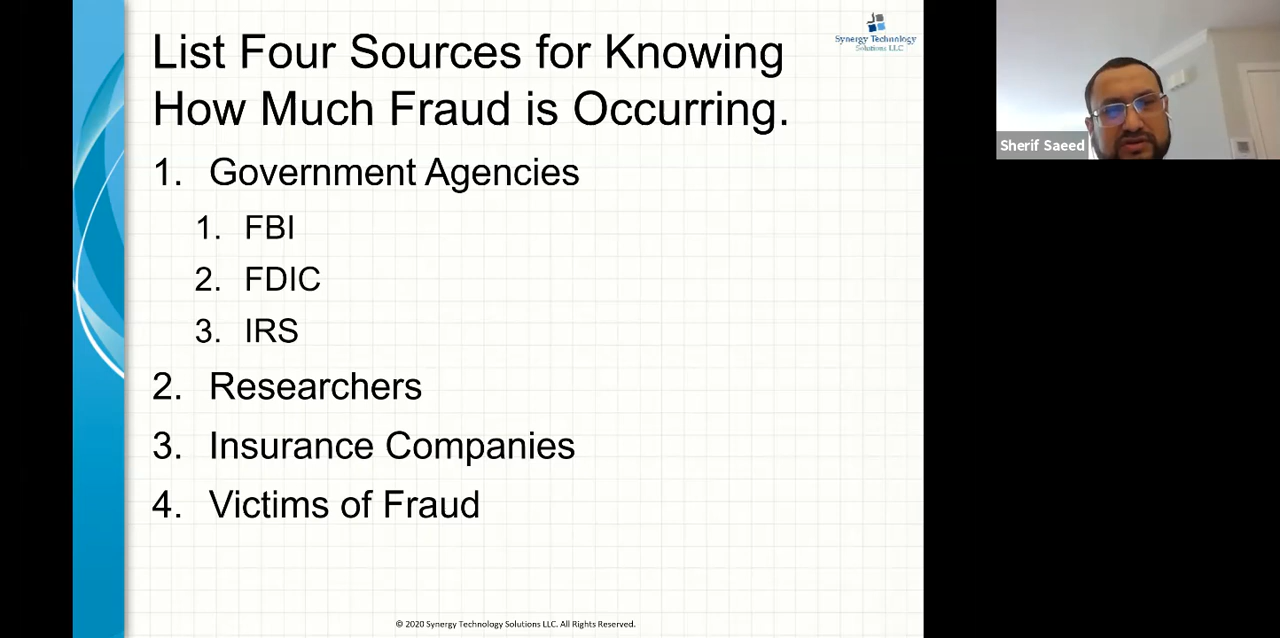 List Four Sources for Knowing
How Much Fraud is Occurring.
Synergy Technology
Solutions LLC
1. Government Agencies
1. FBI
2. FDIC
3. IRS
2. Researchers
3. Insurance Companies
4. Victims of Fraud
© 2020 Synergy Technology Solutions LLC. All Rights Reserved.
Sherif Saeed